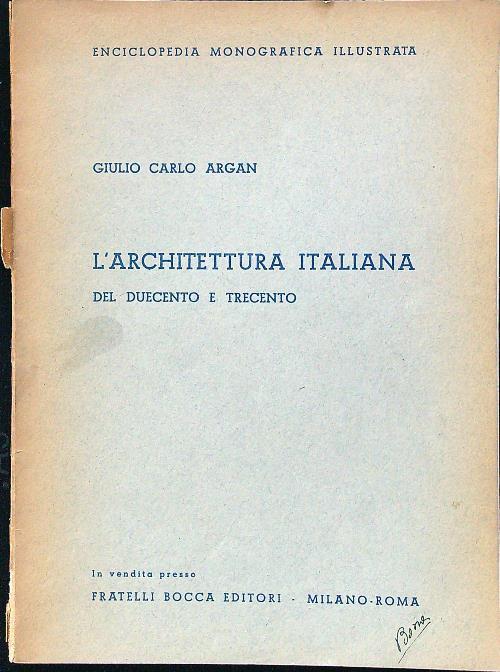 ENCICLOPEDIA MONOGRAFICA ILLUSTRATA
GIULIO CARLO ARGAN
L'ARCHITETTURA ITALIANA
DEL DUECENTO E TRECENTO
In vendita presso
FRATELLI BOCCA EDITORI - MILANO-ROMA